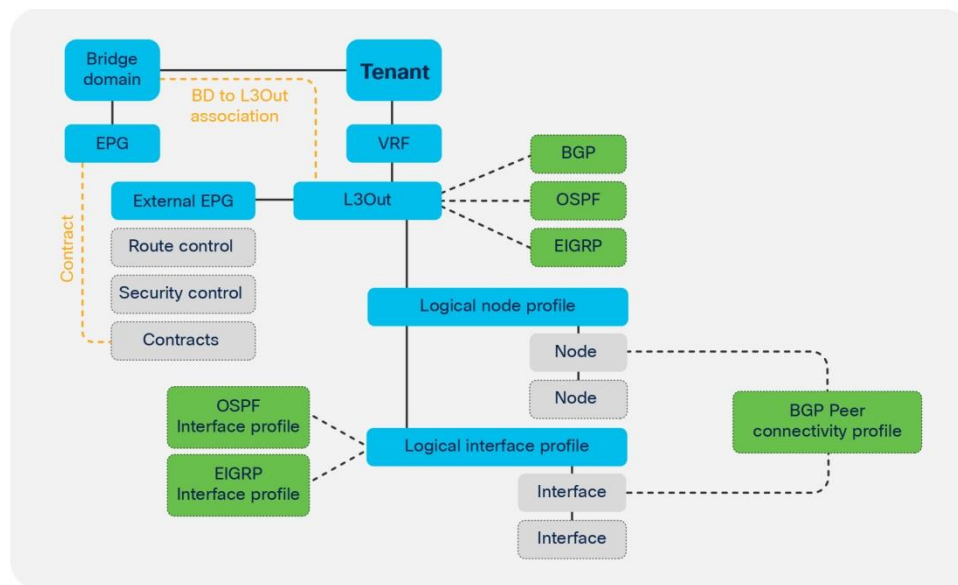 Bridge
domain
Tenant
BD to L3Out
association
EPG
VRF
BGP
External EPG
L3Out
OSPF
Route control
EIGRP
Contract
Security control
Logical node profile
Contracts
Node
Node
OSPF
Interface profile
BGP Peer
connectivity profile
Logical interface profile
EIGRP
Interface profile
Interface
Interface